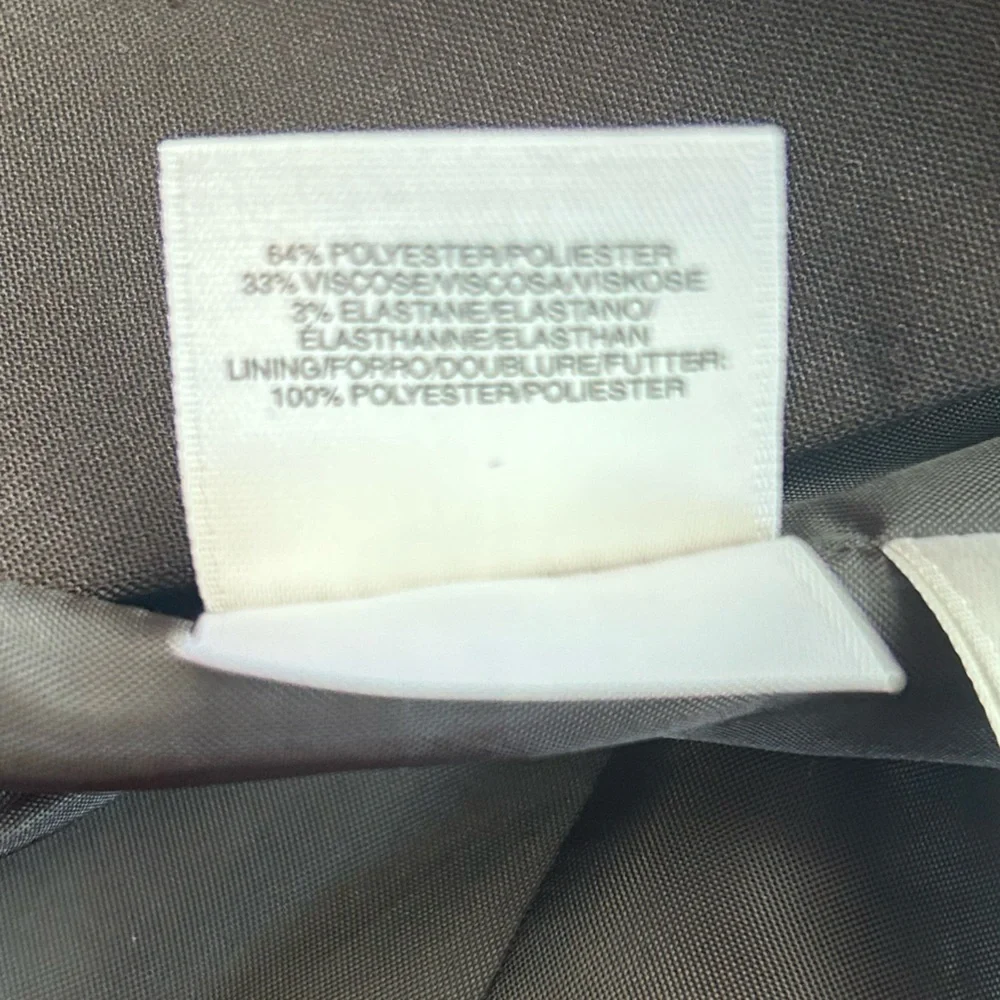 64% POLYESTER/POLIESTER
33% VISCOSE/VISCOSA/VISKOSE
3% ELASTANE/ELASTANO/
ÉLASTHANNE/ELASTHAN
LINING/FORRO/DOUBLURE/FUTTER:
100% POLYESTER/POLIESTER